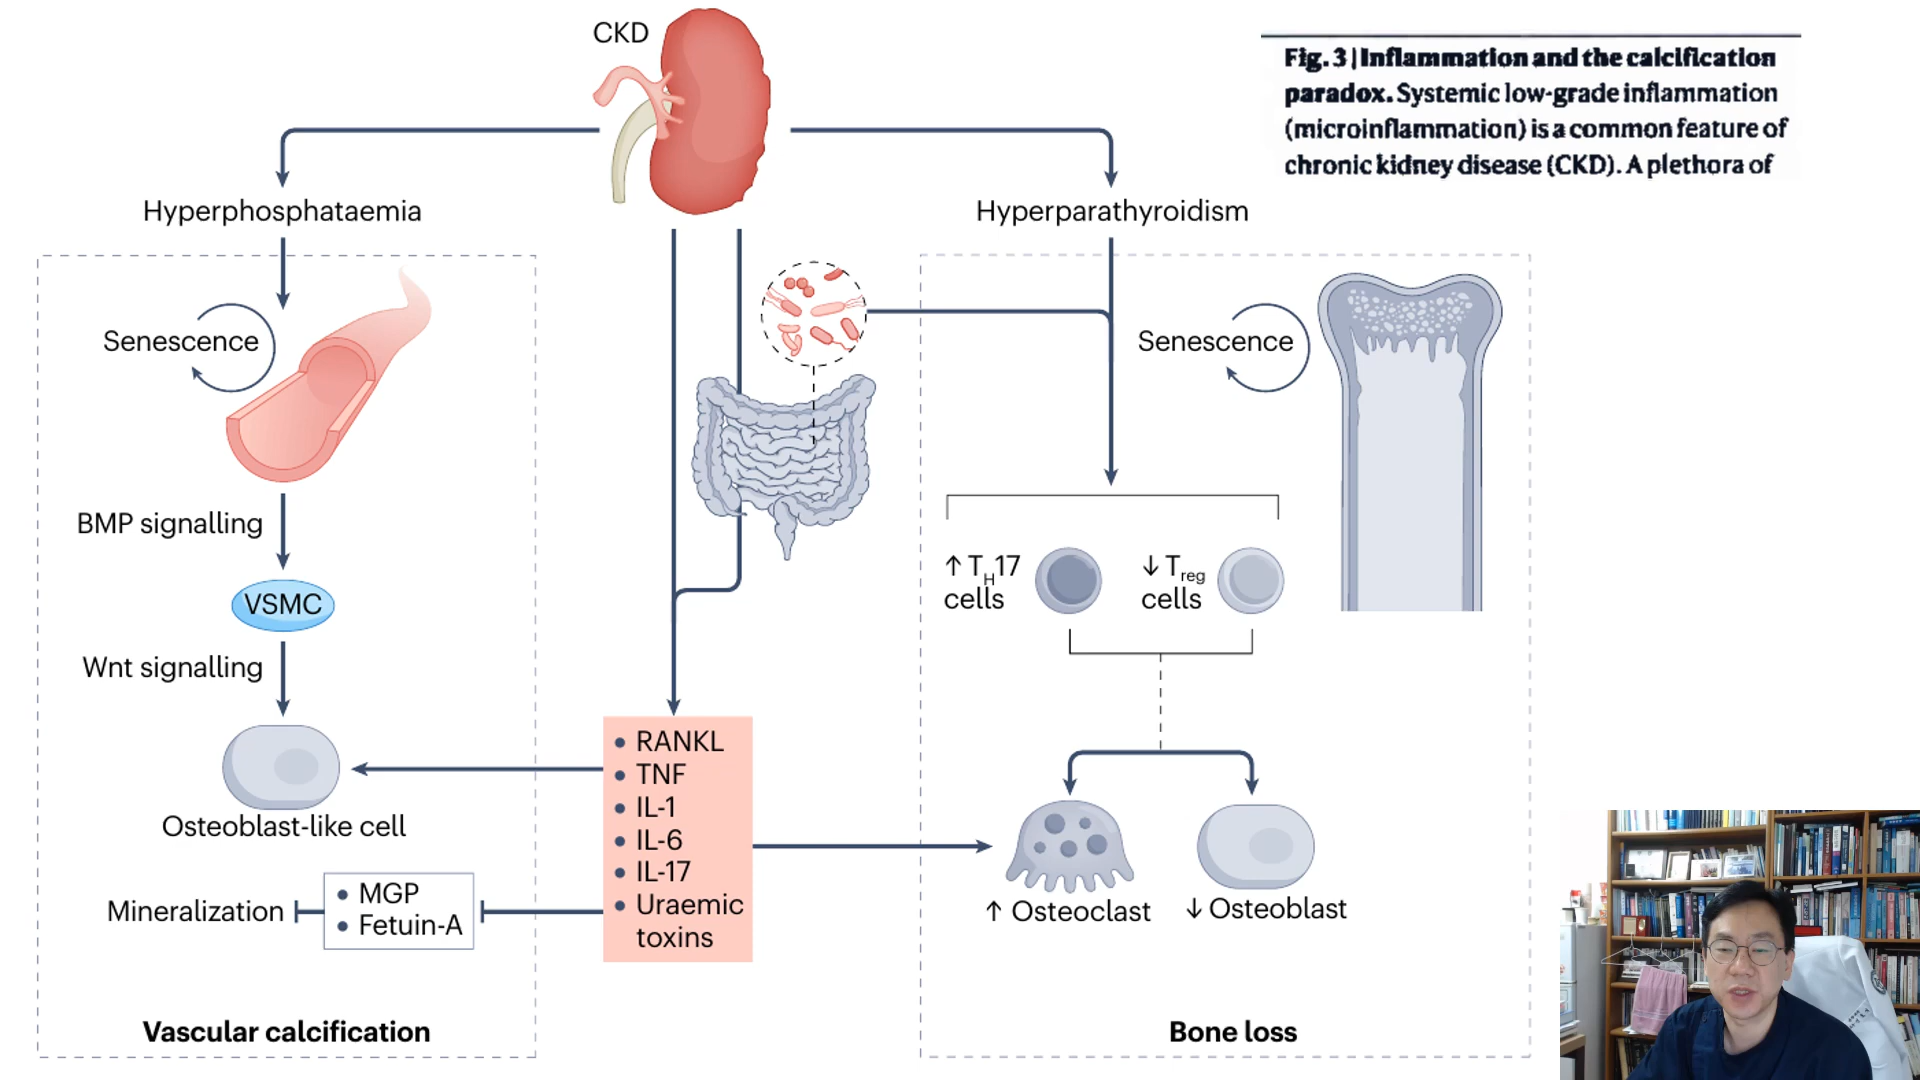 CKD
Fig. 3 | Inflammation and the calcification
paradox. Systemic low-grade inflammation
(microinflammation) is a common feature of
chronic kidney disease (CKD). A plethora of
Hyperphosphataemia
Hyperparathyroidism
Senescence
Senescence
BMP signalling
VSMC
Wnt signalling
Osteoblast-like cell
Mineralization
• MGP
• Fetuin-A
Vascular calcification
• RANKL
• TNF
• IL-1
• IL-6
• IL-17
• Uraemic
toxins
↑ TH17
cells
↓ Treg
cells
↑ Osteoclast
↓ Osteoblast
Bone loss